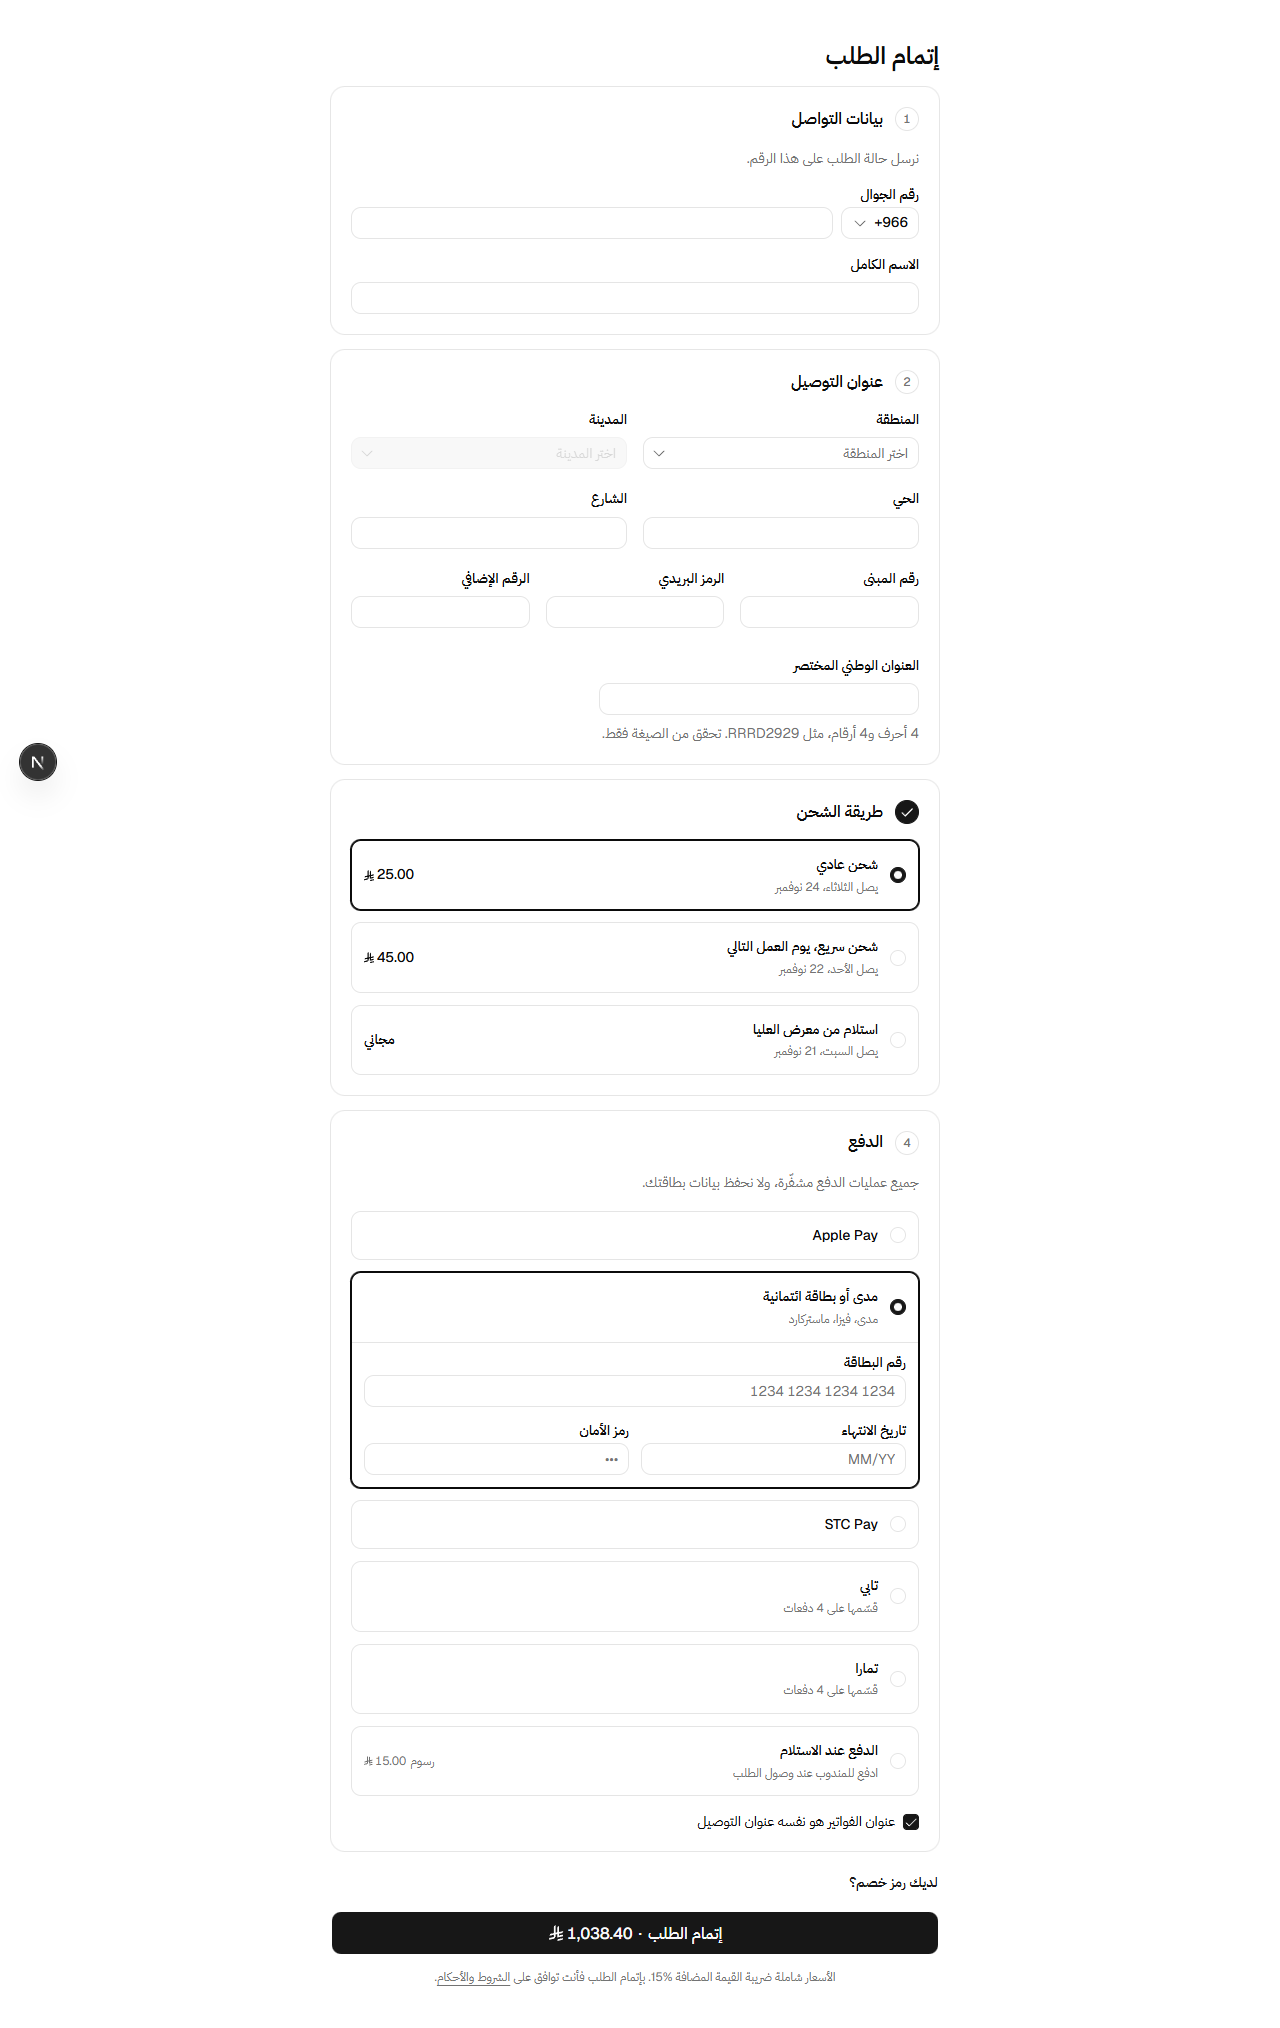 إتمام الطلب
1 بيانات التواصل
نرسل حالة الطلب على هذا الرقم.
رقم الجوال
+966
الاسم الكامل
2 عنوان التوصيل
المنطقة المدينة
اختر المنطقة اختر المدينة
الحي الشارع
رقم المبنى الرمز البريدي الرقم الإضافي
العنوان الوطني المختصر
4 أحرف و4 أرقام، مثل RRRD2929. تحقق من الصيغة فقط.
طريقة الشحن
شحن عادي
يصل الثلاثاء، 24 نوفمبر
25.00 ⃁
شحن سريع، يوم العمل التالي
يصل الأحد، 22 نوفمبر
45.00 ⃁
استلام من معرض العليا
يصل السبت، 21 نوفمبر
مجاني
4 الدفع
جميع عمليات الدفع مشفّرة، ولا نحفظ بيانات بطاقتك.
Apple Pay
مدى أو بطاقة ائتمانية
مدى، فيزا، ماستركارد
رقم البطاقة
1234 1234 1234 1234
تاريخ الانتهاء رمز الأمان
MM/YY •••
STC Pay
تابي
قسّمها على 4 دفعات
تمارا
قسّمها على 4 دفعات
الدفع عند الاستلام
ادفع للمندوب عند وصول الطلب
رسوم 15.00 ⃁
عنوان الفواتير هو نفسه عنوان التوصيل
لديك رمز خصم؟
إتمام الطلب · 1,038.40 ⃁
الأسعار شاملة ضريبة القيمة المضافة 15%. بإتمام الطلب فأنت توافق على الشروط والأحكام.
N